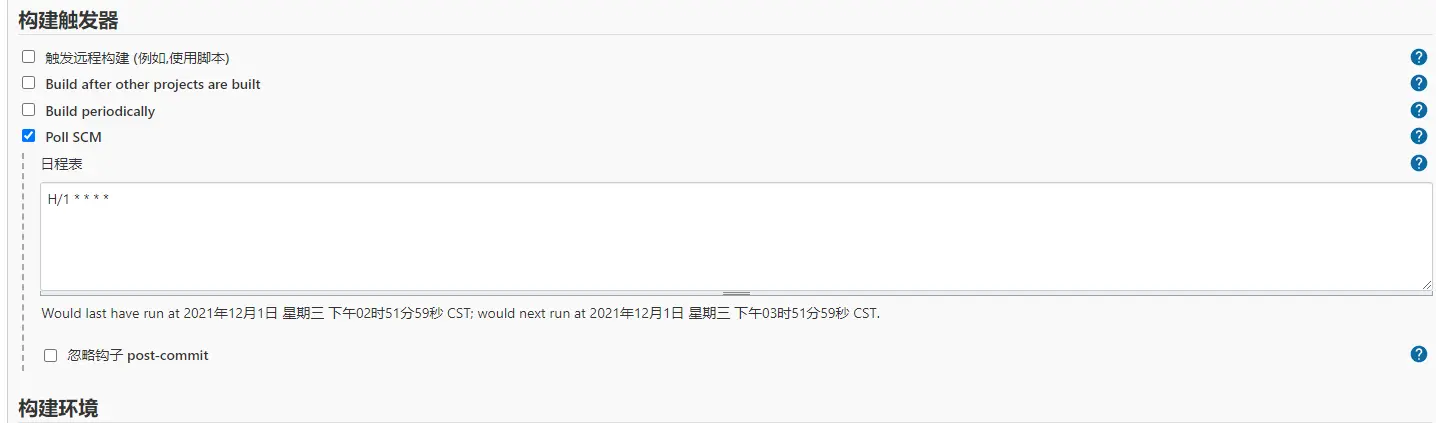 构建触发器
触发远程构建 (例如,使用脚本)
Build after other projects are built
Build periodically
Poll SCM
日程表
H/1 * * * *
Would last have run at 2021年12月1日 星期三 下午02时51分59秒 CST; would next run at 2021年12月1日 星期三 下午03时51分59秒 CST.
忽略钩子 post-commit
构建环境